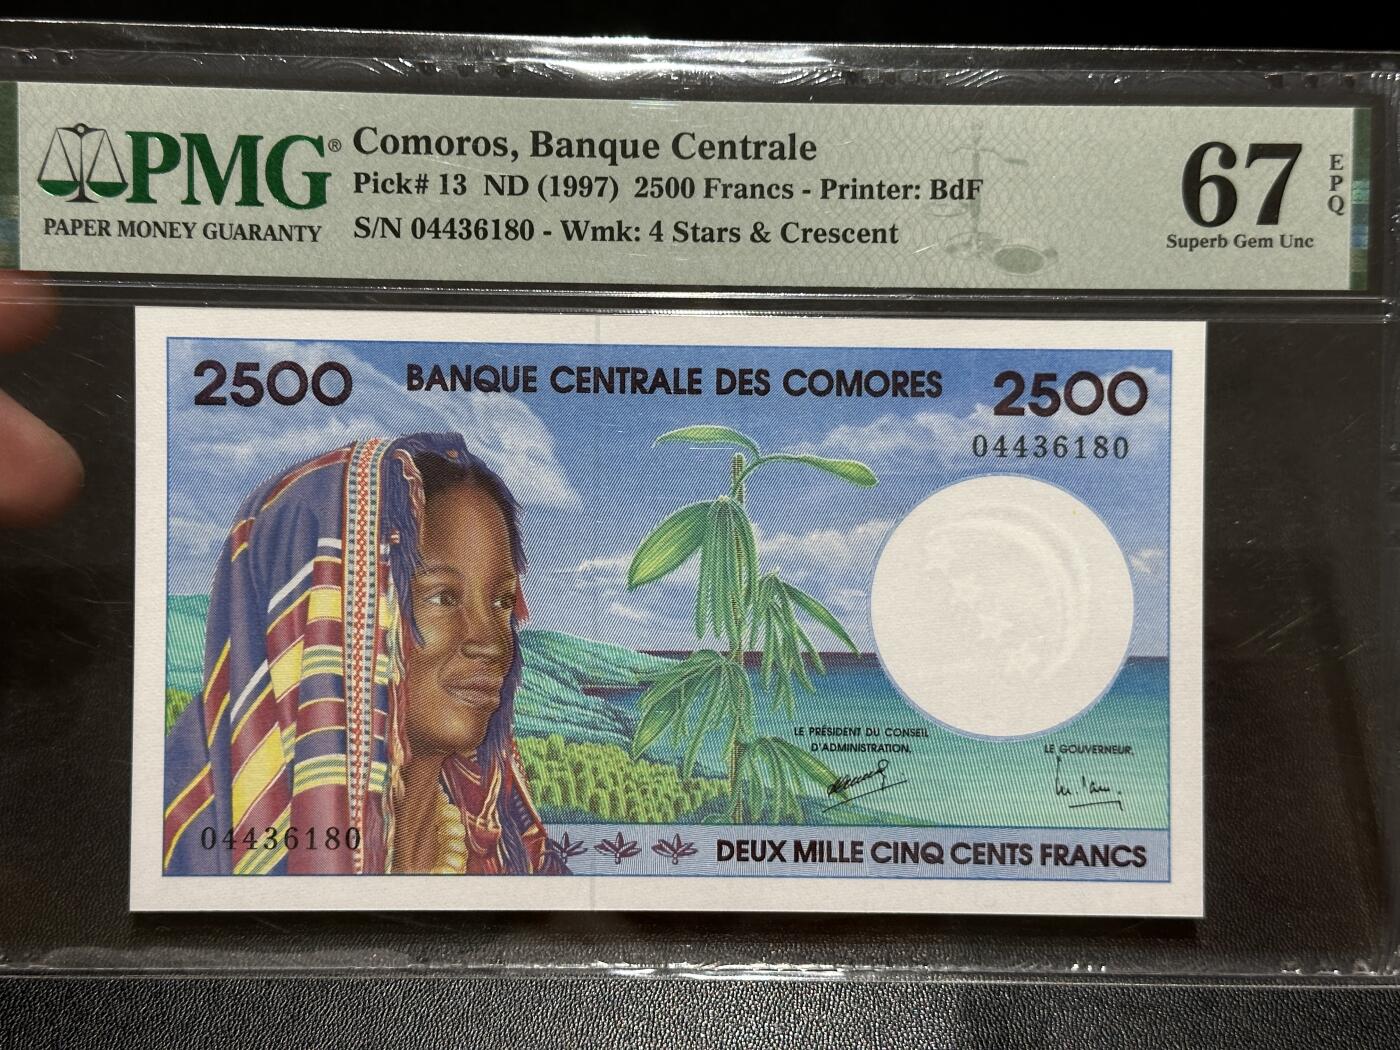 PMG®
PAPER MONEY GUARANTY
Comoros, Banque Centrale
Pick# 13 ND (1997) 2500 Francs - Printer: BdF
S/N 04436180 - Wmk: 4 Stars & Crescent
67
EPQ
Superb Gem Unc
2500
BANQUE CENTRALE DES COMORES
2500
04436180
LE PRÉSIDENT DU CONSEIL
D'ADMINISTRATION.
LE GOUVERNEUR.
04436180
DEUX MILLE CINQ CENTS FRANCS